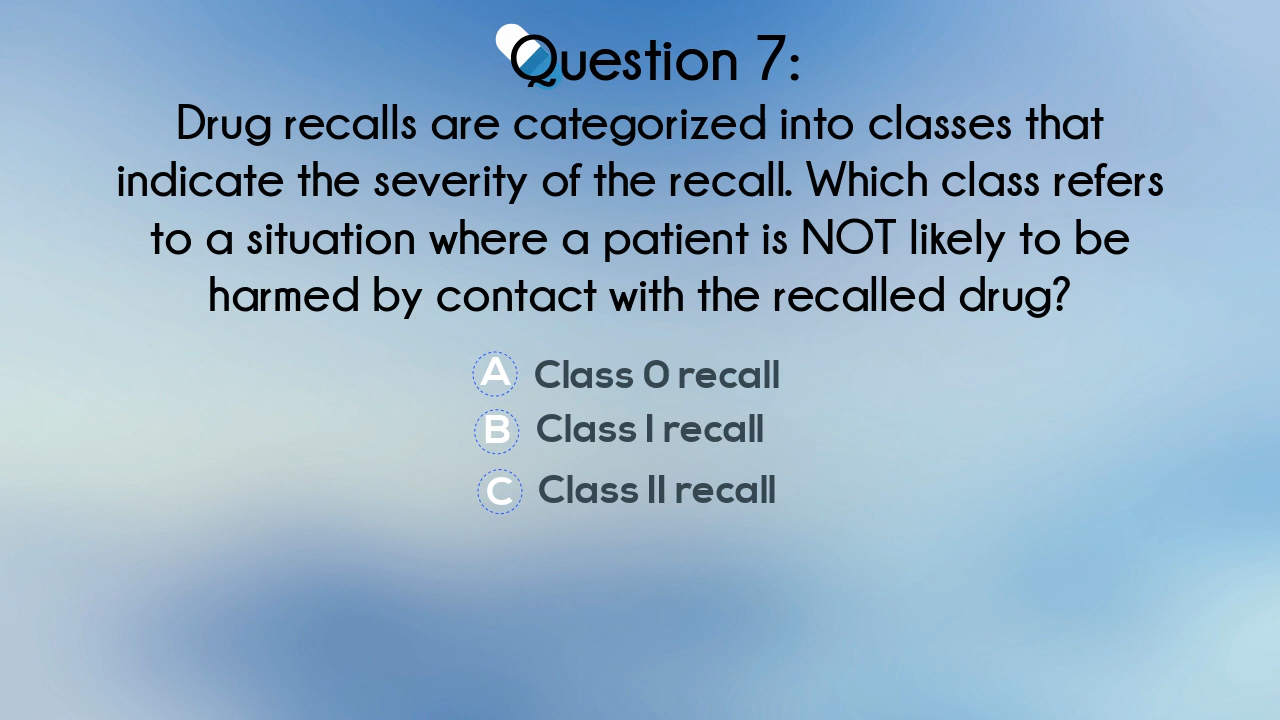 Question 7:
Drug recalls are categorized into classes that
indicate the severity of the recall. Which class refers
to a situation where a patient is NOT likely to be
harmed by contact with the recalled drug?
A Class 0 recall
B Class I recall
C Class II recall